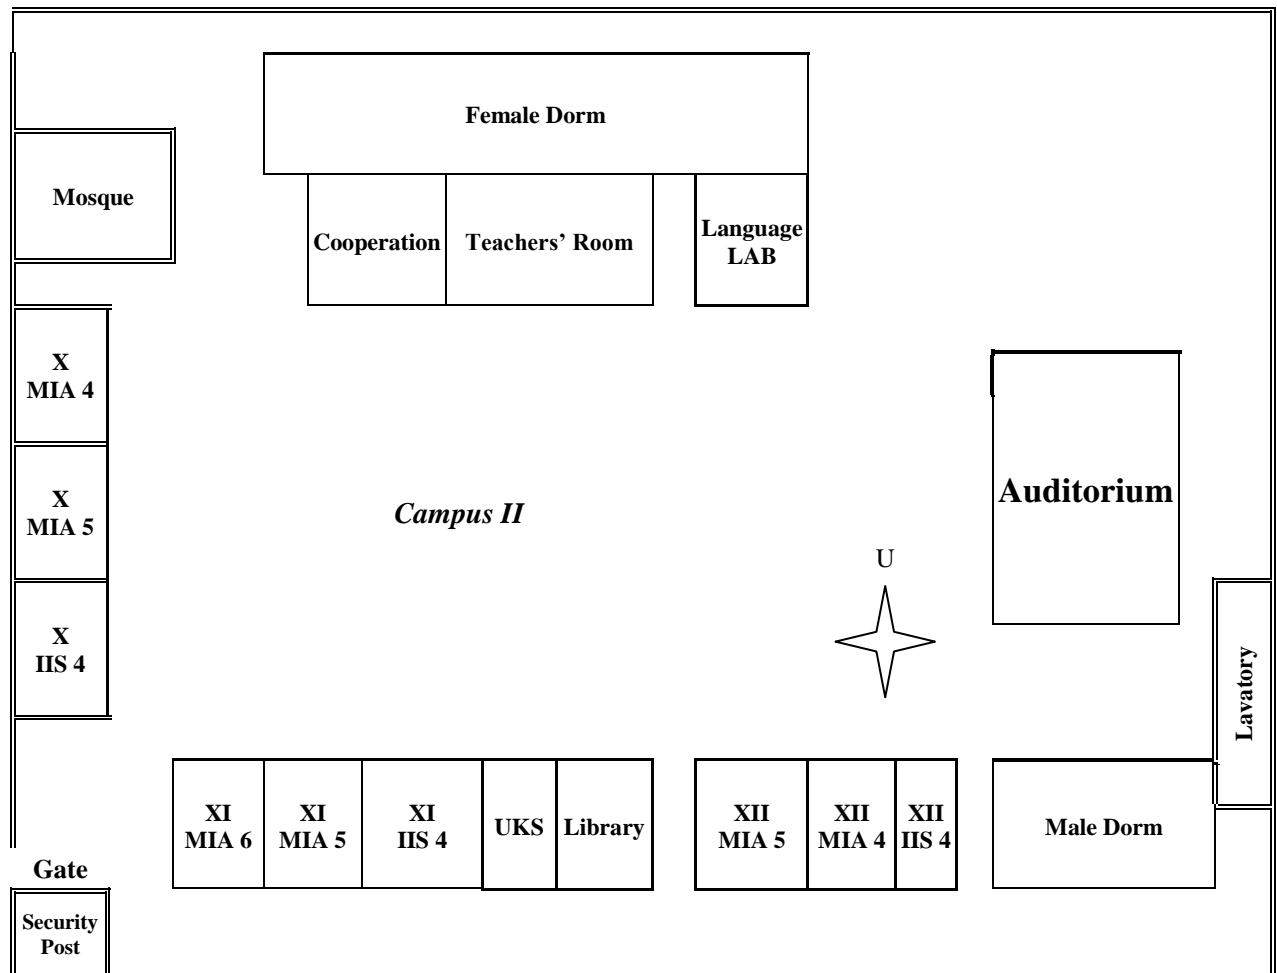 Female Dorm
Mosque
Cooperation
Teachers’ Room
Language
LAB
X
MIA 4
X
MIA 5
Auditorium
Campus II
U
X
IIS 4
Lavatory
XI
MIA 6
XI
MIA 5
XI
IIS 4
UKS
Library
XII
MIA 5
XII
MIA 4
XII
IIS 4
Male Dorm
Gate
Security
Post